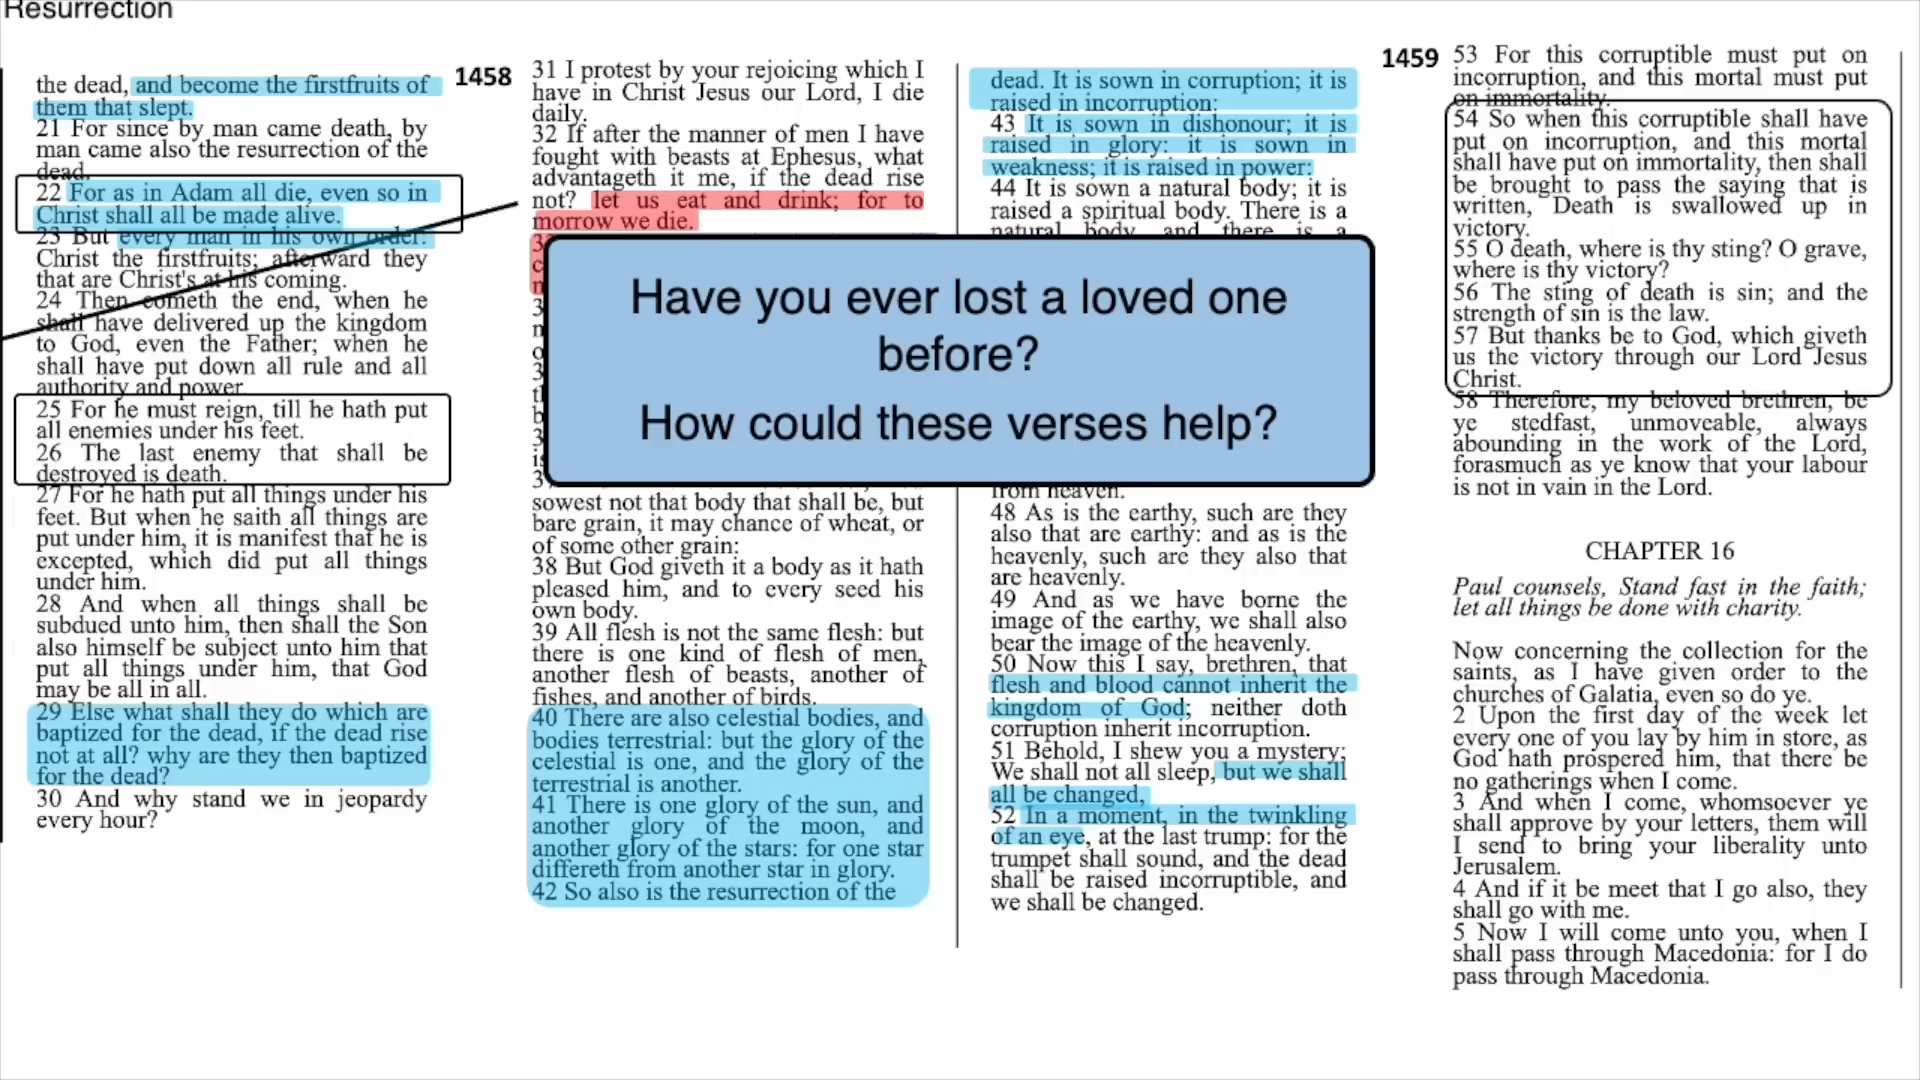 Resurrection
the dead, and become the firstfruits of
them that slept.
21 For since by man came death, by
man came also the resurrection of the
dead.
22 For as in Adam all die, even so in
Christ shall all be made alive.
23 But every man in his own order:
Christ the firstfruits; afterward they
that are Christ's at his coming.
24 Then cometh the end, when he
shall have delivered up the kingdom
to God, even the Father; when he
shall have put down all rule and all
authority and power.
25 For he must reign, till he hath put
all enemies under his feet.
26 The last enemy that shall be
destroyed is death.
27 For he hath put all things under his
feet. But when he saith all things are
put under him, it is manifest that he is
excepted, which did put all things
under him.
28 And when all things shall be
subdued unto him, then shall the Son
also himself be subject unto him that
put all things under him, that God
may be all in all.
29 Else what shall they do which are
baptized for the dead, if the dead rise
not at all? why are they then baptized
for the dead?
30 And why stand we in jeopardy
every hour?
1458
31 I protest by your rejoicing which I
have in Christ Jesus our Lord, I die
daily.
32 If after the manner of men I have
fought with beasts at Ephesus, what
advantageth it me, if the dead rise
not? let us eat and drink; for to
morrow we die.
Have you ever lost a loved one
before?
How could these verses help?
sowest not that body that shall be, but
bare grain, it may chance of wheat, or
of some other grain:
38 But God giveth it a body as it hath
pleased him, and to every seed his
own body.
39 All flesh is not the same flesh: but
there is one kind of flesh of men,
another flesh of beasts, another of
fishes, and another of birds.
40 There are also celestial bodies, and
bodies terrestrial: but the glory of the
celestial is one, and the glory of the
terrestrial is another.
41 There is one glory of the sun, and
another glory of the moon, and
another glory of the stars: for one star
differeth from another star in glory.
42 So also is the resurrection of the
dead. It is sown in corruption; it is
raised in incorruption:
43 It is sown in dishonour; it is
raised in glory: it is sown in
weakness; it is raised in power:
44 It is sown a natural body; it is
raised a spiritual body. There is a
natural body, and there is a
from heaven.
48 As is the earthy, such are they
also that are earthy: and as is the
heavenly, such are they also that
are heavenly.
49 And as we have borne the
image of the earthy, we shall also
bear the image of the heavenly.
50 Now this I say, brethren, that
flesh and blood cannot inherit the
kingdom of God; neither doth
corruption inherit incorruption.
51 Behold, I shew you a mystery;
We shall not all sleep, but we shall
all be changed,
52 In a moment, in the twinkling
of an eye, at the last trump: for the
trumpet shall sound, and the dead
shall be raised incorruptible, and
we shall be changed.
1459
53 For this corruptible must put on
incorruption, and this mortal must put
on immortality.
54 So when this corruptible shall have
put on incorruption, and this mortal
shall have put on immortality, then shall
be brought to pass the saying that is
written, Death is swallowed up in
victory.
55 O death, where is thy sting? O grave,
where is thy victory?
56 The sting of death is sin; and the
strength of sin is the law.
57 But thanks be to God, which giveth
us the victory through our Lord Jesus
Christ.
58 Therefore, my beloved brethren, be
ye stedfast, unmoveable, always
abounding in the work of the Lord,
forasmuch as ye know that your labour
is not in vain in the Lord.
CHAPTER 16
Paul counsels, Stand fast in the faith;
let all things be done with charity.
Now concerning the collection for the
saints, as I have given order to the
churches of Galatia, even so do ye.
2 Upon the first day of the week let
every one of you lay by him in store, as
God hath prospered him, that there be
no gatherings when I come.
3 And when I come, whomsoever ye
shall approve by your letters, them will
I send to bring your liberality unto
Jerusalem.
4 And if it be meet that I go also, they
shall go with me.
5 Now I will come unto you, when I
shall pass through Macedonia: for I do
pass through Macedonia.